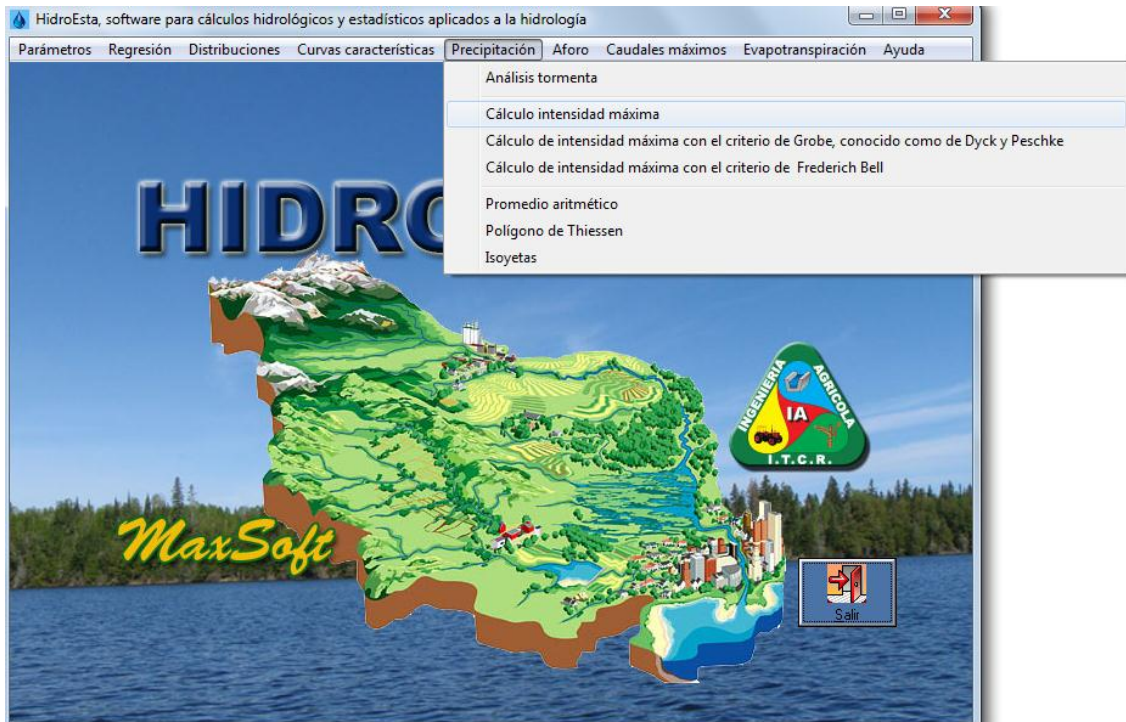 HidroEsta, software para cálculos hidrológicos y estadísticos aplicados a la hidrología
Parámetros Regresión Distribuciones Curvas características Precipitación Aforo Caudales máximos Evapotranspiración Ayuda
Análisis tormenta
Cálculo intensidad máxima
Cálculo de intensidad máxima con el criterio de Grobe, conocido como de Dyck y Peschke
Cálculo de intensidad máxima con el criterio de Frederich Bell
Promedio aritmético
Polígono de Thiessen
Isoyetas
HIDRO
INGENIERIA
AGRICOLA
IA
I.T.C.R.
MaxSoft
Salir